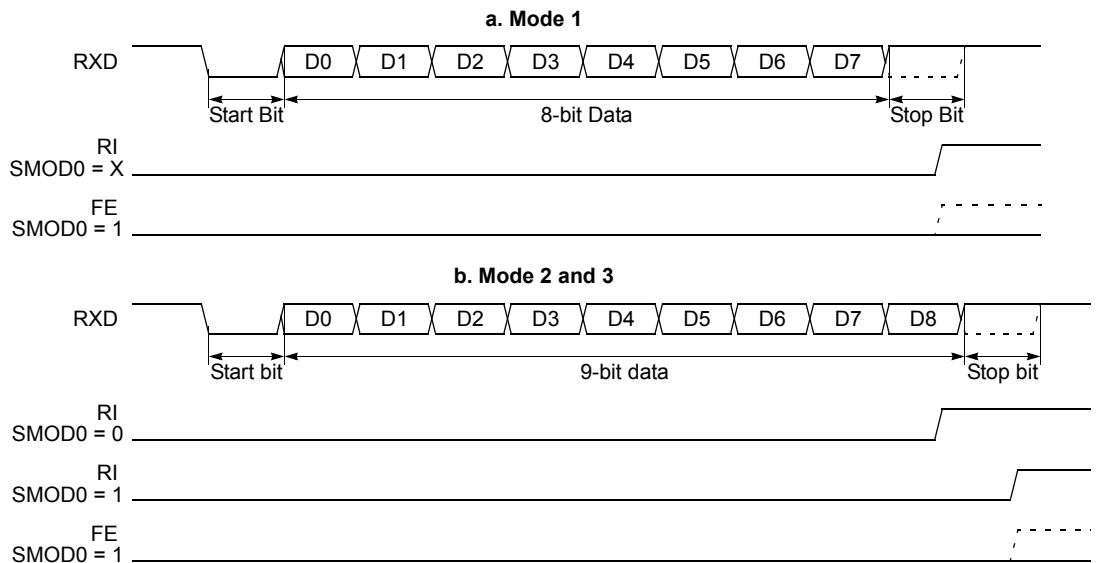 a. Mode 1
RXD D0 D1 D2 D3 D4 D5 D6 D7
Start Bit 8-bit Data Stop Bit
RI
SMOD0 = X
FE
SMOD0 = 1
b. Mode 2 and 3
RXD D0 D1 D2 D3 D4 D5 D6 D7 D8
Start bit 9-bit data Stop bit
RI
SMOD0 = 0
RI
SMOD0 = 1
FE
SMOD0 = 1